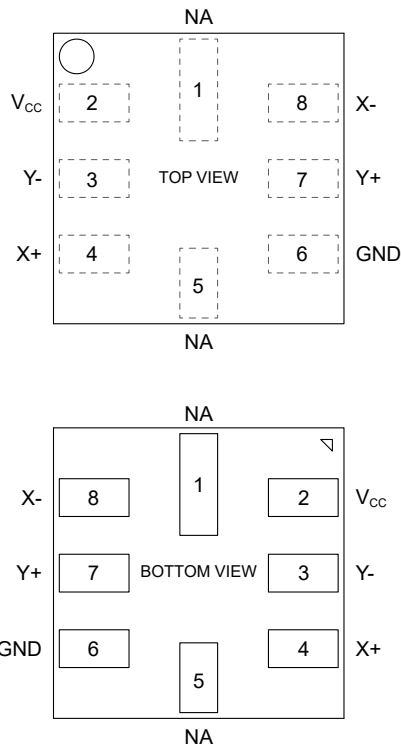 NA
V_CC 2 1 8 X-
Y- 3 TOP VIEW 7 Y+
X+ 4 6 GND
5
NA
NA
X- 8 1 2 V_CC
Y+ 7 BOTTOM VIEW 3 Y-
GND 6 4 X+
5
NA